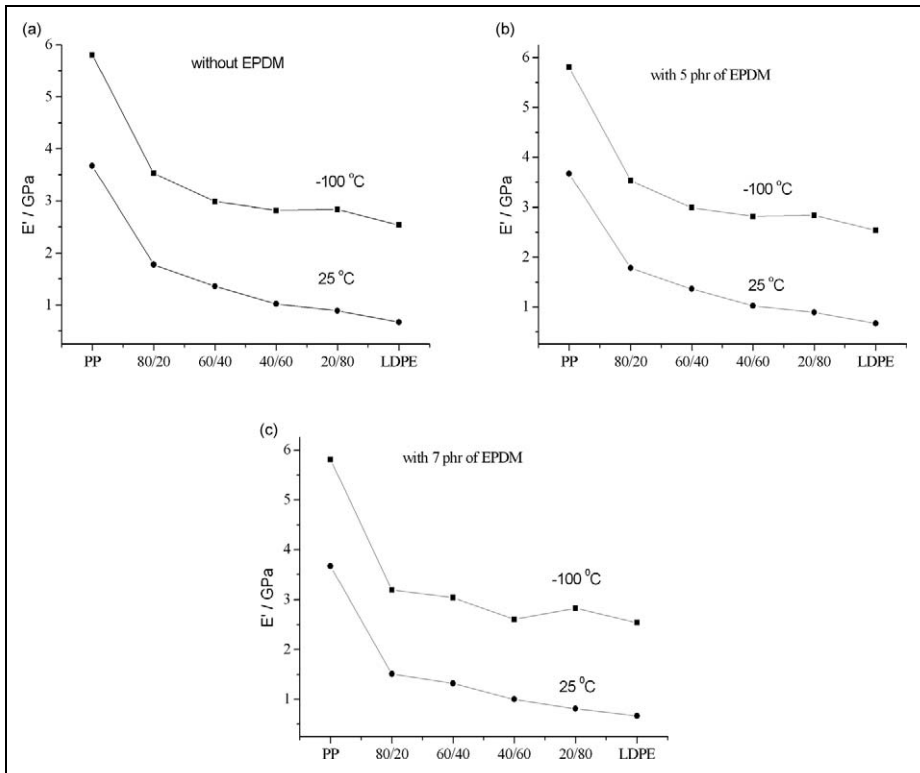 (a)
without EPDM
E' / GPa
6
5
4
3
2
1
-100 °C
25 °C
PP 80/20 60/40 40/60 20/80 LDPE
(b)
with 5 phr of EPDM
E' / GPa
6
5
4
3
2
1
-100 °C
25 °C
PP 80/20 60/40 40/60 20/80 LDPE
(c)
with 7 phr of EPDM
E' / GPa
6
5
4
3
2
1
-100 °C
25 °C
PP 80/20 60/40 40/60 20/80 LDPE